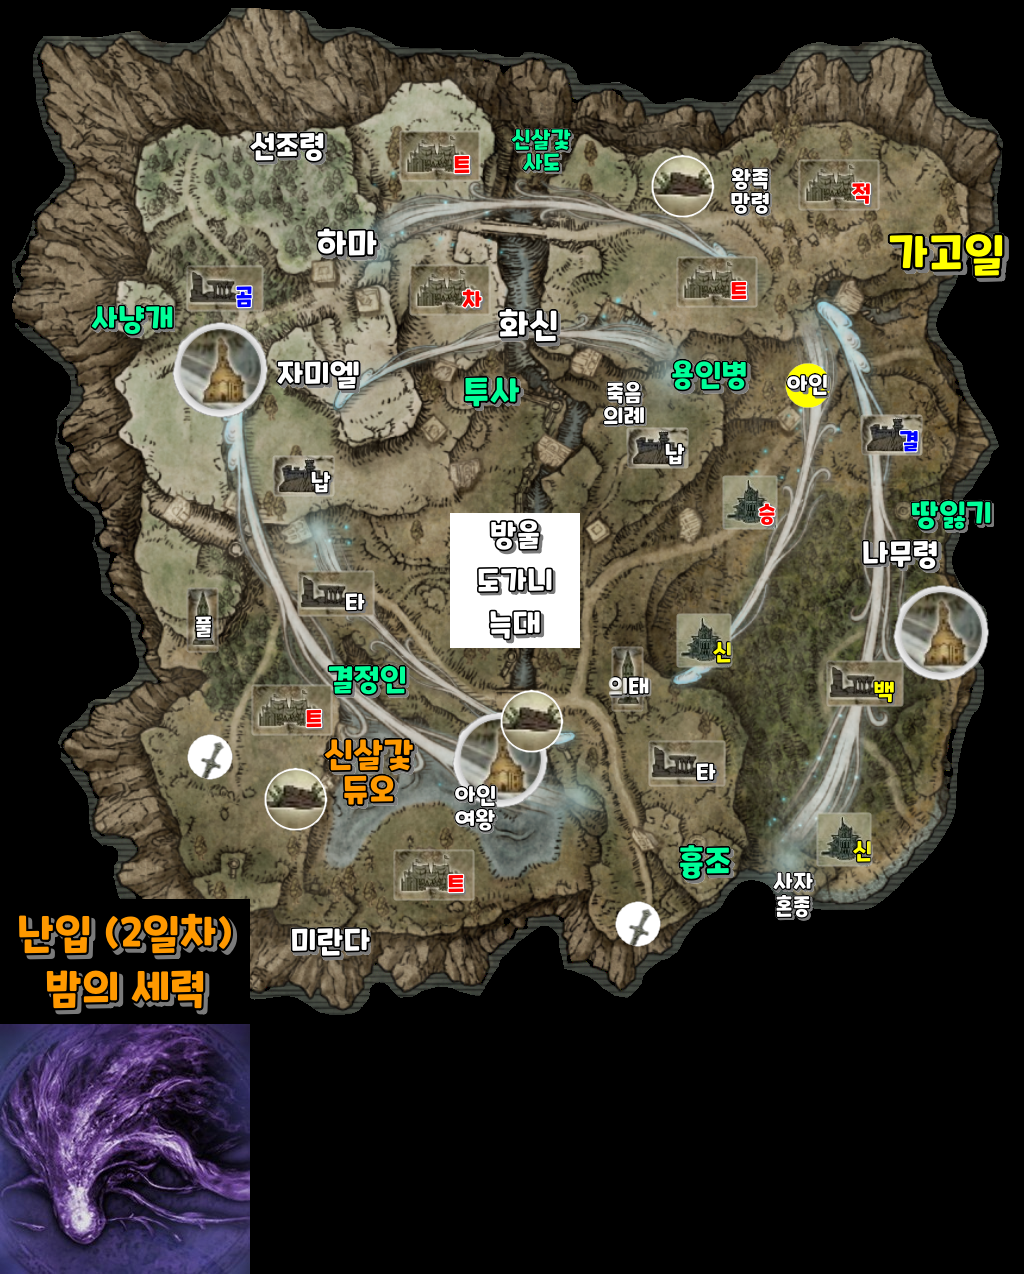 선조령
트
신살갗
사도
왕족
망령
적
가고일
하마
곰
차
트
사냥개
화신
자미엘
투사
죽음
의례
용인병
아인
납
납
결
승
땅잃기
나무령
방울
도가니
늑대
타
풀
신
결정인
의태
백
트
신살갗
듀오
타
아인
여왕
트
흉조
신
사자
혼종
미란다
난입 (2일차)
밤의 세력